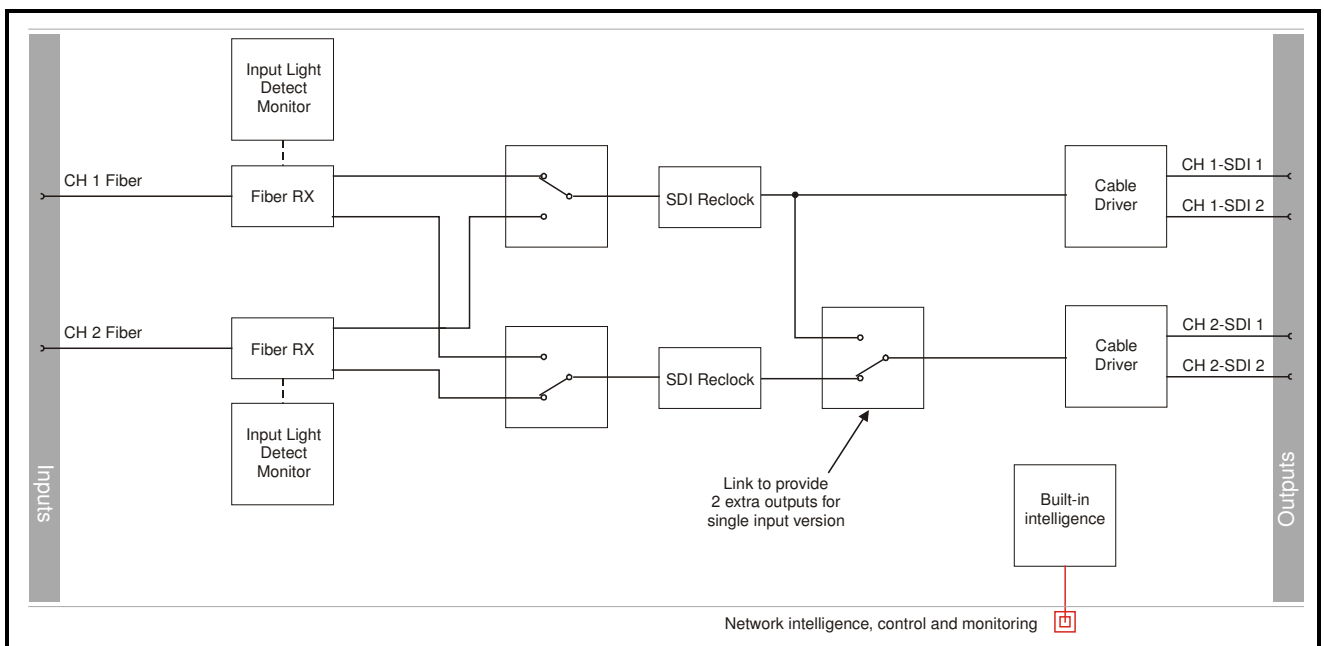 Input Light
Detect
Monitor
CH 1 Fiber
Fiber RX
SDI Reclock
Cable
Driver
CH 1-SDI 1
CH 1-SDI 2
CH 2 Fiber
Fiber RX
SDI Reclock
Cable
Driver
CH 2-SDI 1
CH 2-SDI 2
Input Light
Detect
Monitor
Link to provide
2 extra outputs for
single input version
Built-in
intelligence
Inputs
Outputs
Network intelligence, control and monitoring